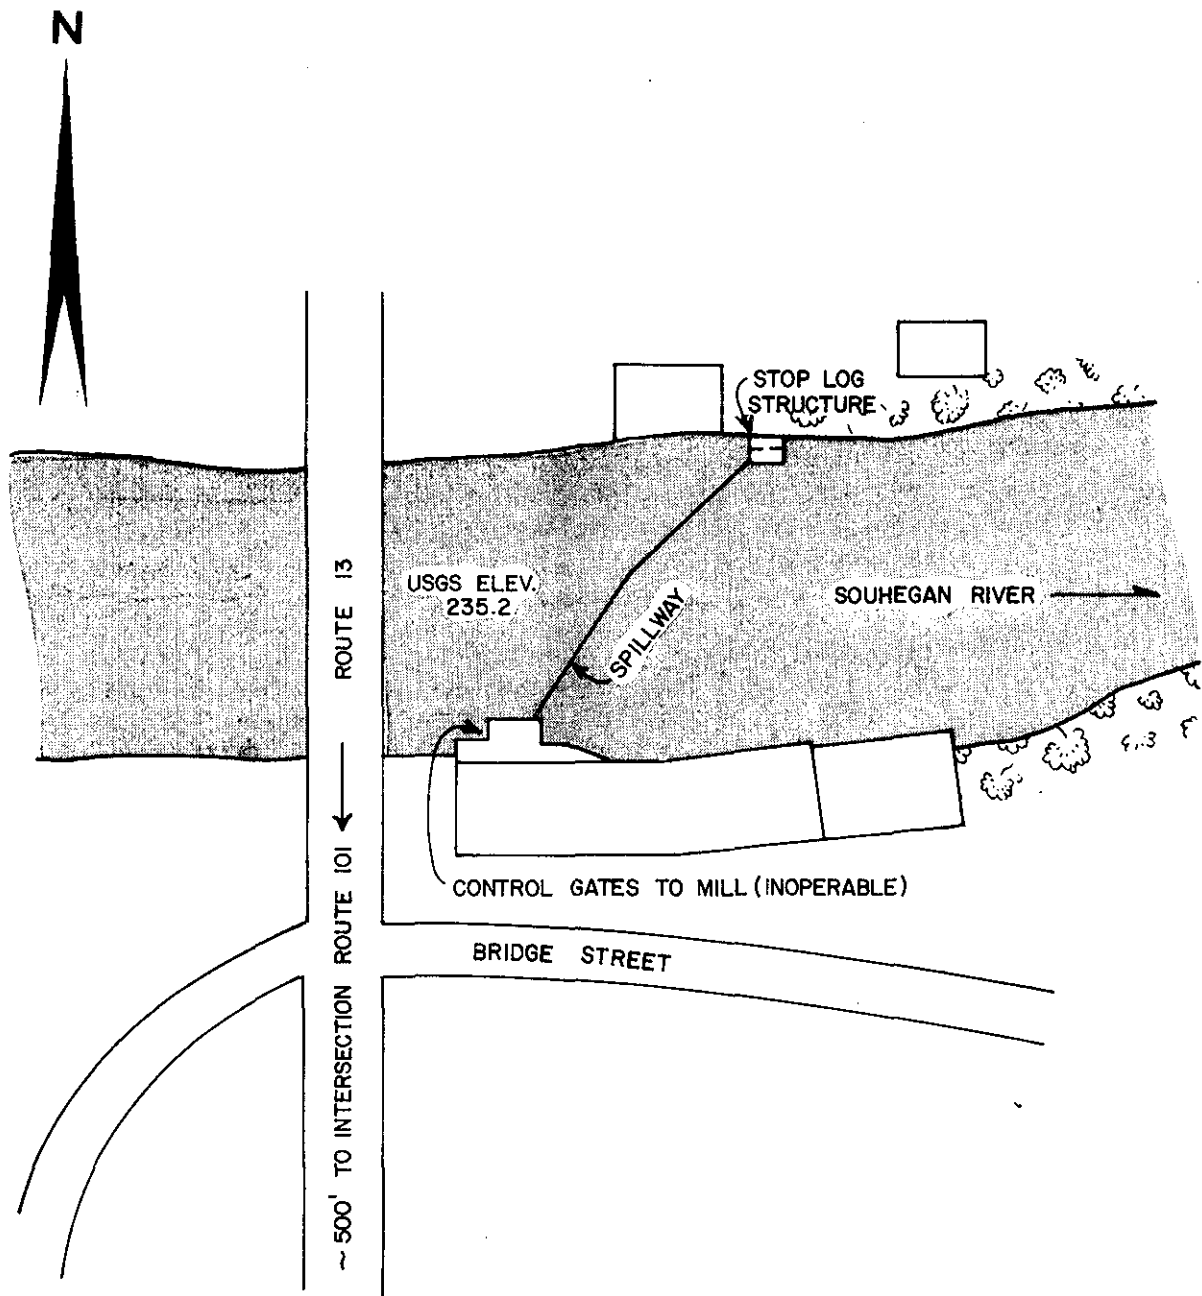 N
STOP LOG
STRUCTURE
ROUTE 13
USGS ELEV.
235.2
SOUHEGAN RIVER
SPILLWAY
CONTROL GATES TO MILL (INOPERABLE)
BRIDGE STREET
~500' TO INTERSECTION ROUTE 101